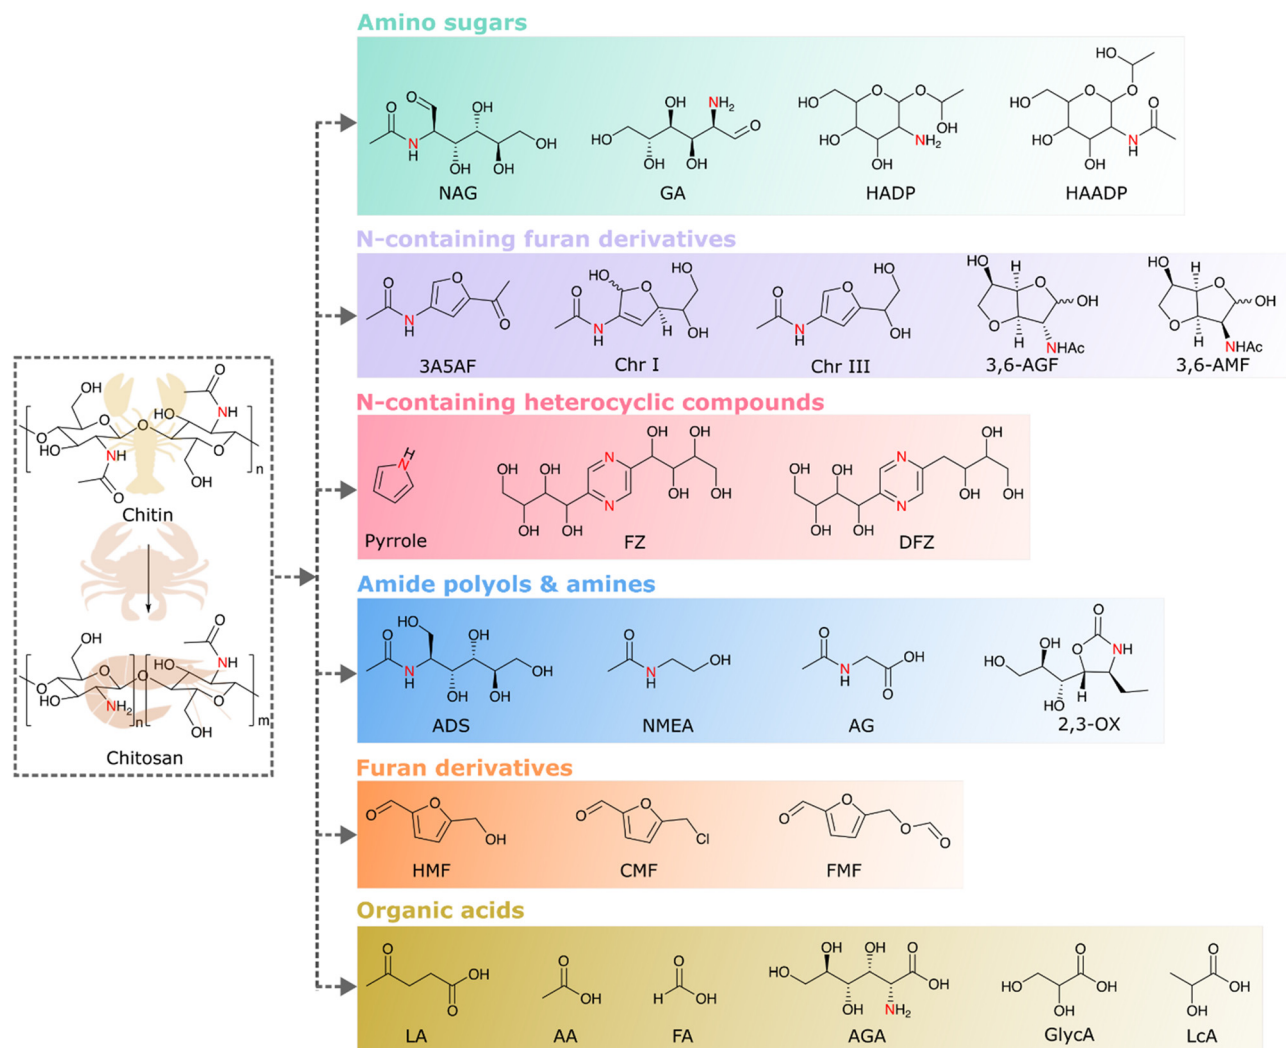 Amino sugars
NAG
GA
HADP
HAADP
N-containing furan derivatives
3A5AF
Chr I
Chr III
3,6-AGF
3,6-AMF
N-containing heterocyclic compounds
Pyrrole
FZ
DFZ
Amide polyols & amines
ADS
NMEA
AG
2,3-OX
Furan derivatives
HMF
CMF
FMF
Organic acids
LA
AA
FA
AGA
GlycA
LcA
Chitin
Chitosan